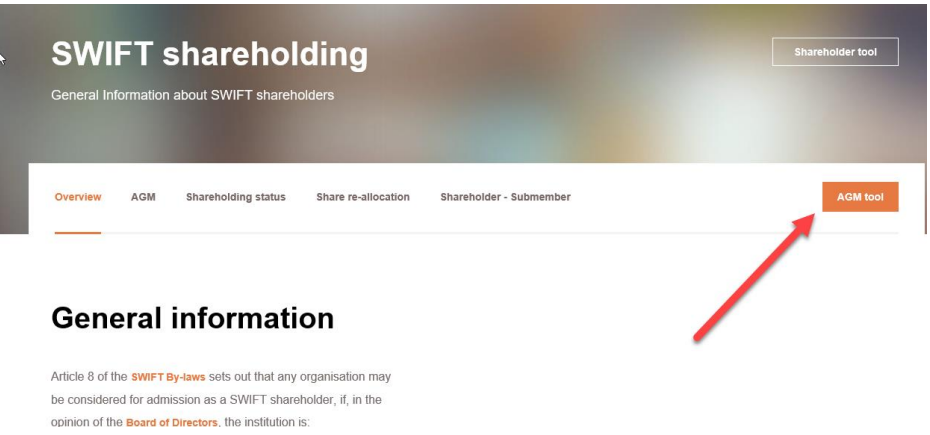 SWIFT shareholding
Shareholder tool
General Information about SWIFT shareholders
Overview AGM Shareholding status Share re-allocation Shareholder - Submember AGM tool
General information
Article 8 of the SWIFT By-laws sets out that any organisation may
be considered for admission as a SWIFT shareholder, if, in the
opinion of the Board of Directors, the institution is: